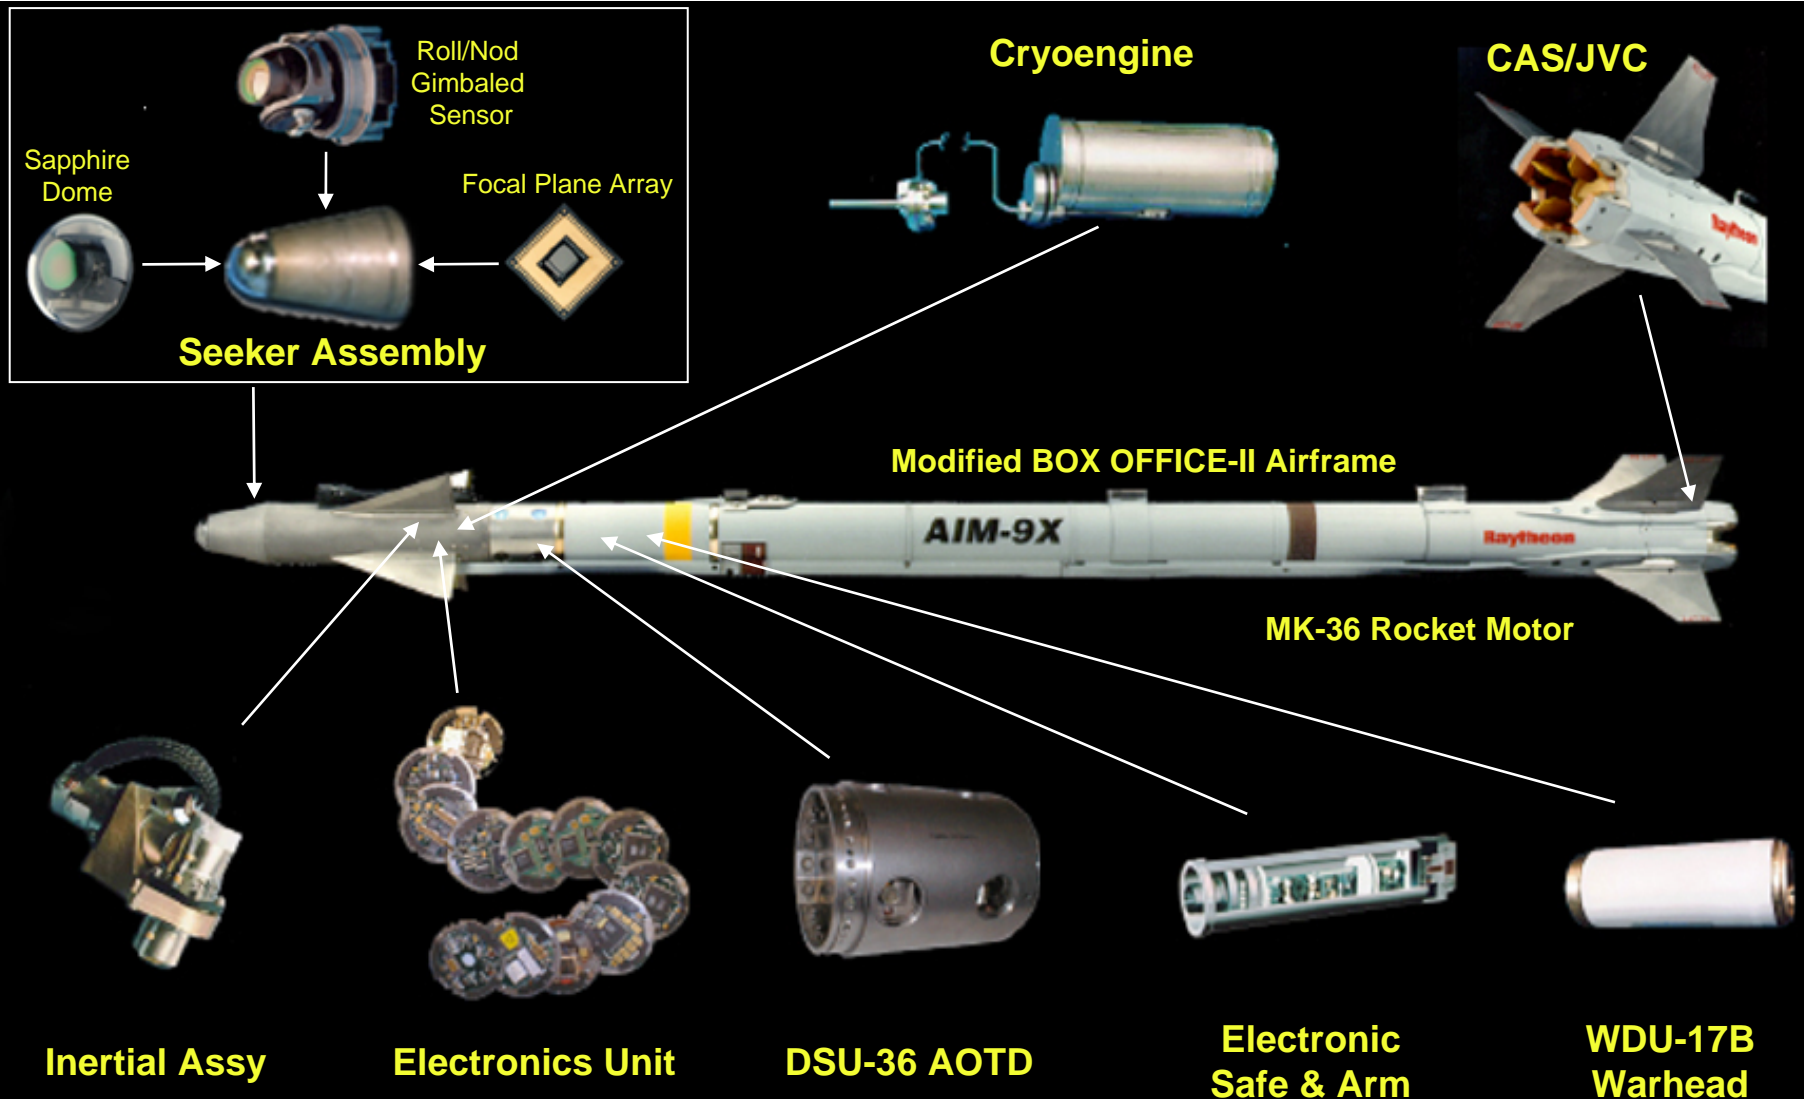 Roll/Nod
Gimbaled
Sensor
Sapphire
Dome
Focal Plane Array
Seeker Assembly
Cryoengine
CAS/JVC
Raytheon
Modified BOX OFFICE-II Airframe
AIM-9X
Raytheon
MK-36 Rocket Motor
Inertial Assy
Electronics Unit
DSU-36 AOTD
Electronic
Safe & Arm
WDU-17B
Warhead